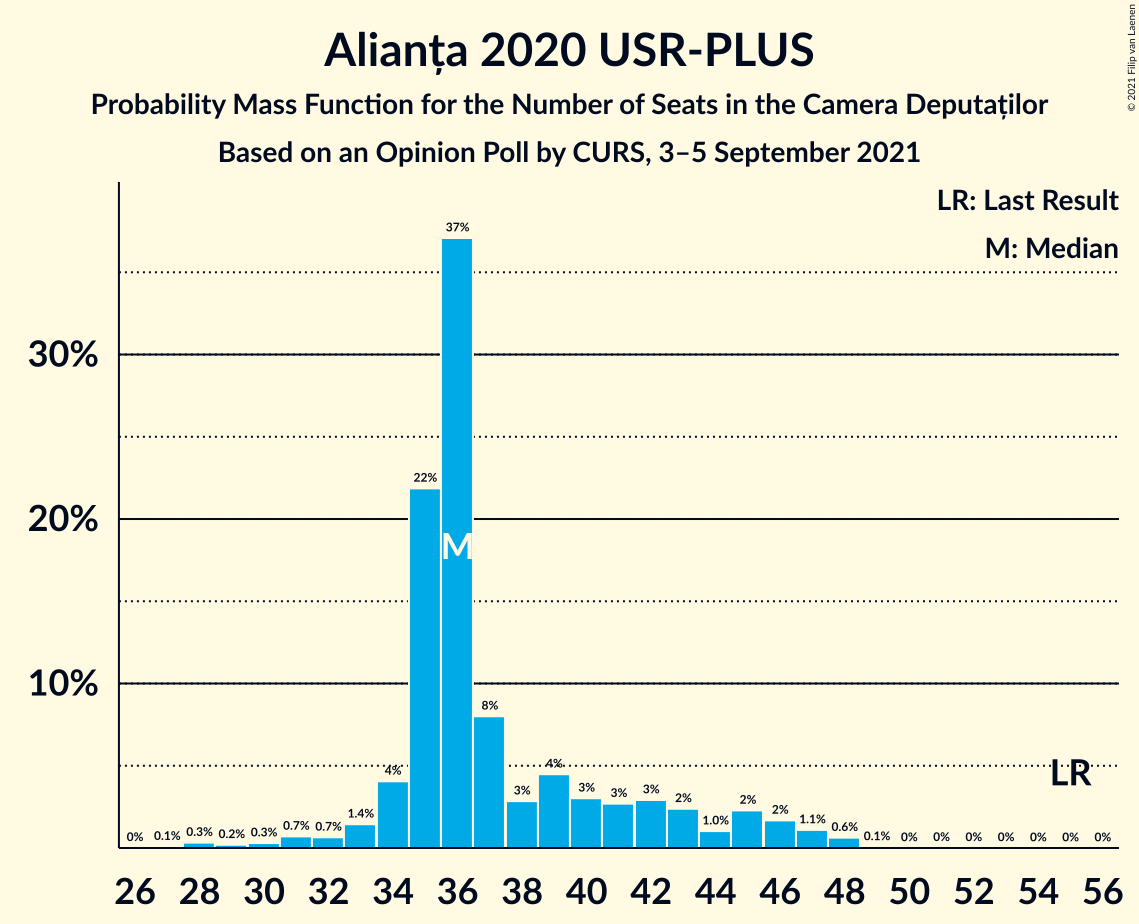 Alianța 2020 USR-PLUS
Probability Mass Function for the Number of Seats in the Camera Deputaților
Based on an Opinion Poll by CURS, 3–5 September 2021
© 2021 Filip van Laenen
LR: Last Result
M: Median
30%
20%
10%
0% 0.1% 0.3% 0.2% 0.3% 0.7% 0.7% 1.4% 4% 22% 37% 8% 3% 4% 3% 3% 3% 2% 1.0% 2% 2% 1.1% 0.6% 0.1% 0% 0% 0% 0% 0% 0% 0%
M
LR
26 28 30 32 34 36 38 40 42 44 46 48 50 52 54 56